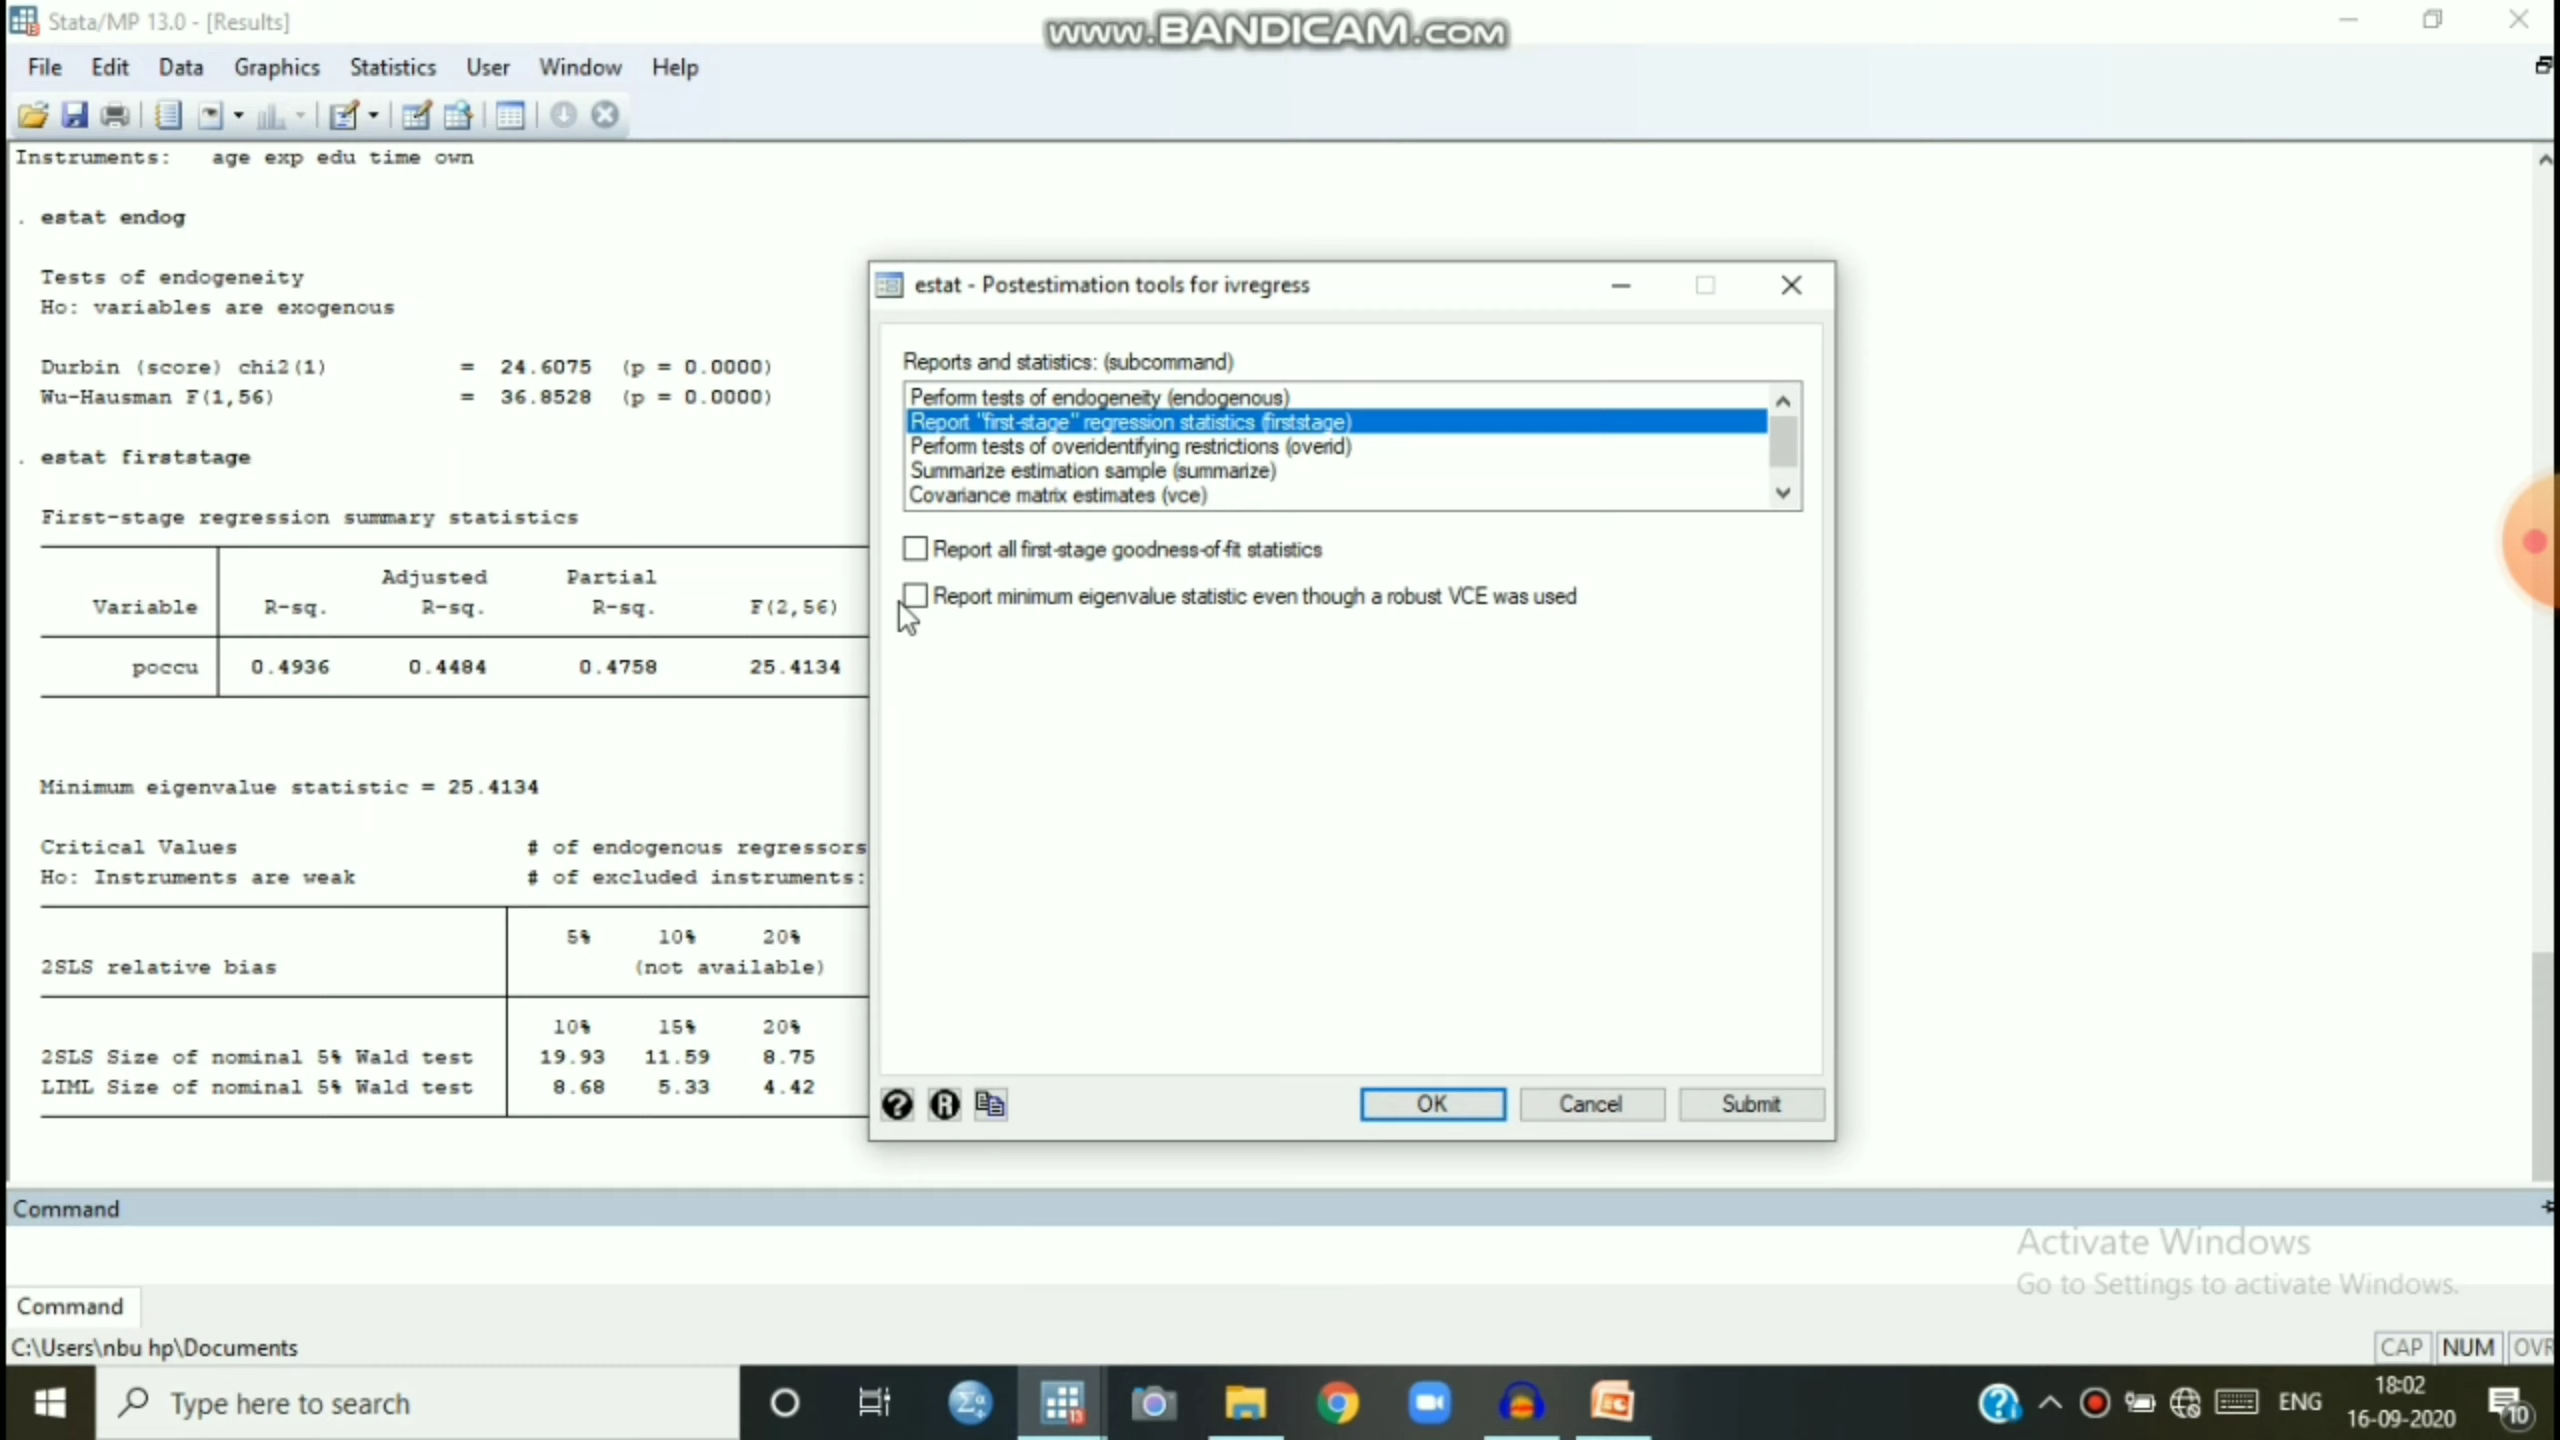 Stata/MP 13.0 - [Results]
www.BANDICAM.com
File Edit Data Graphics Statistics User Window Help
Instruments: age exp edu time own
. estat endog
Tests of endogeneity
Ho: variables are exogenous
Durbin (score) chi2(1) = 24.6075 (p = 0.0000)
Wu-Hausman F(1,56) = 36.8528 (p = 0.0000)
. estat firststage
First-stage regression summary statistics
Adjusted Partial
Variable R-sq. R-sq. R-sq. F(2,56)
poccu 0.4936 0.4484 0.4758 25.4134
Minimum eigenvalue statistic = 25.4134
Critical Values # of endogenous regressors
Ho: Instruments are weak # of excluded instruments:
5% 10% 20%
2SLS relative bias (not available)
10% 15% 20%
2SLS Size of nominal 5% Wald test 19.93 11.59 8.75
LIML Size of nominal 5% Wald test 8.68 5.33 4.42
estat - Postestimation tools for ivregress
Reports and statistics: (subcommand)
Perform tests of endogeneity (endogenous)
Report "first-stage" regression statistics (firststage)
Perform tests of overidentifying restrictions (overid)
Summarize estimation sample (summarize)
Covariance matrix estimates (vce)
Report all first-stage goodness-of-fit statistics
Report minimum eigenvalue statistic even though a robust VCE was used
OK Cancel Submit
Command
Activate Windows
Go to Settings to activate Windows.
Command
C:\Users\nbu hp\Documents
CAP NUM OVR
Type here to search
13
ENG
18:02
16-09-2020
10